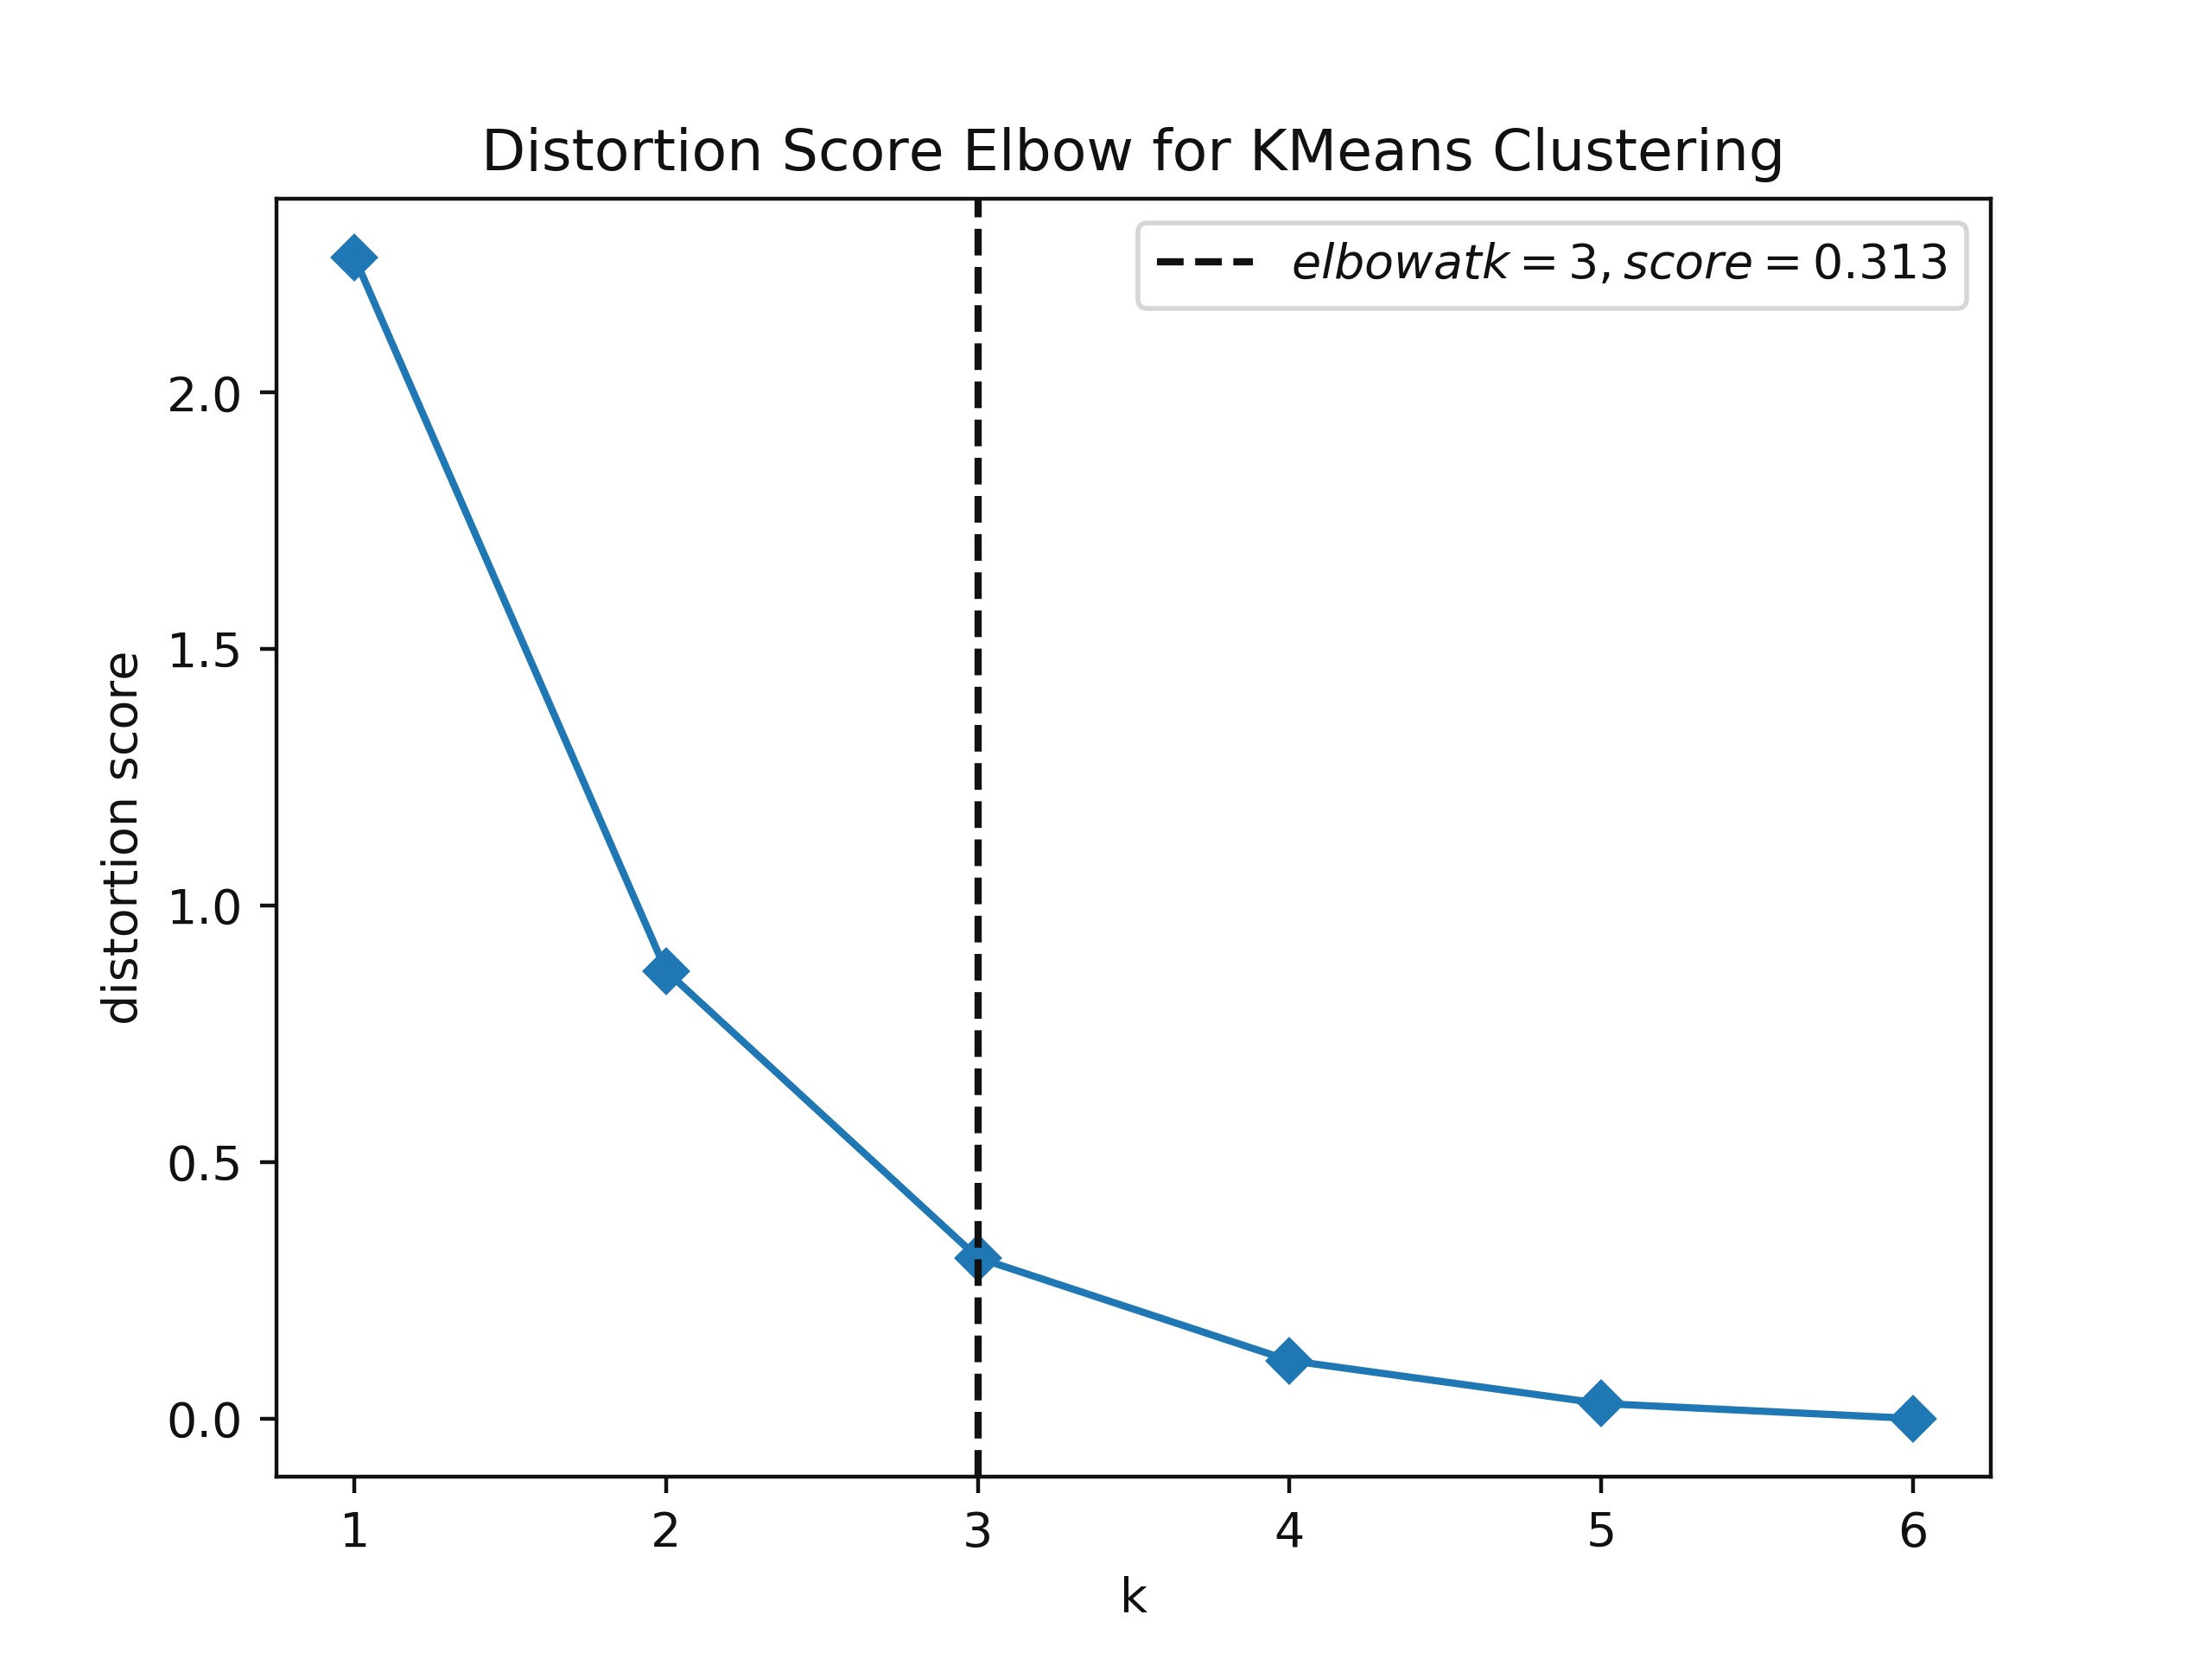 Distortion Score Elbow for KMeans Clustering
elbowatk = 3, score = 0.313
2.0
1.5
1.0
0.5
0.0
distortion score
1 2 3 4 5 6
k